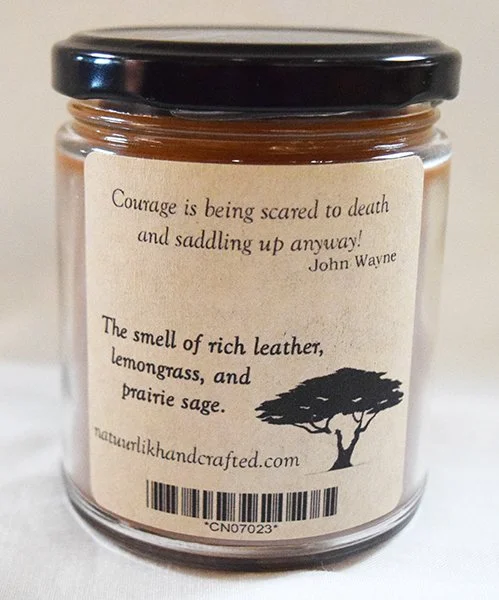 Courage is being scared to death
and saddling up anyway!
John Wayne
The smell of rich leather,
lemongrass, and
prairie sage.
natuurlikhandcrafted.com
*CN07023*